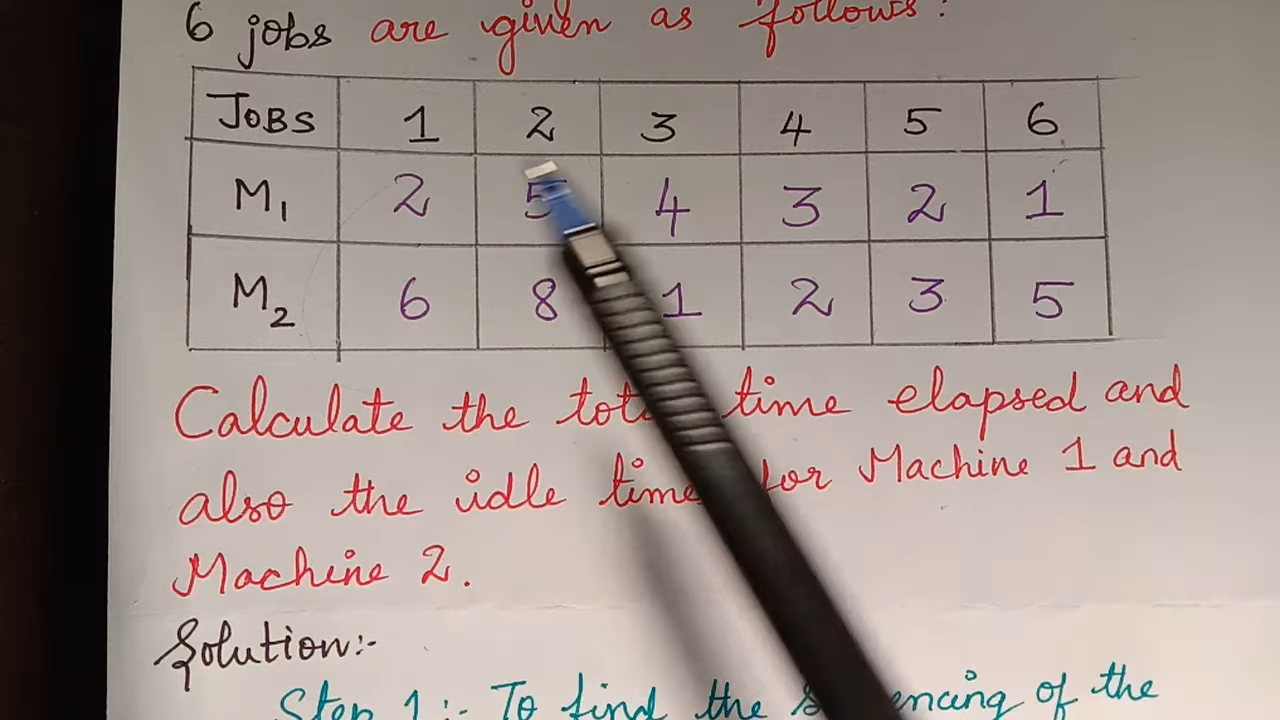 6 jobs are given as follows:
JOBS 1 2 3 4 5 6
M1 2 5 4 3 2 1
M2 6 8 1 2 3 5
Calculate the time elapsed and
also the idle for Machine 1 and
Machine 2.
Solution:-
Step 1:- To find the of the